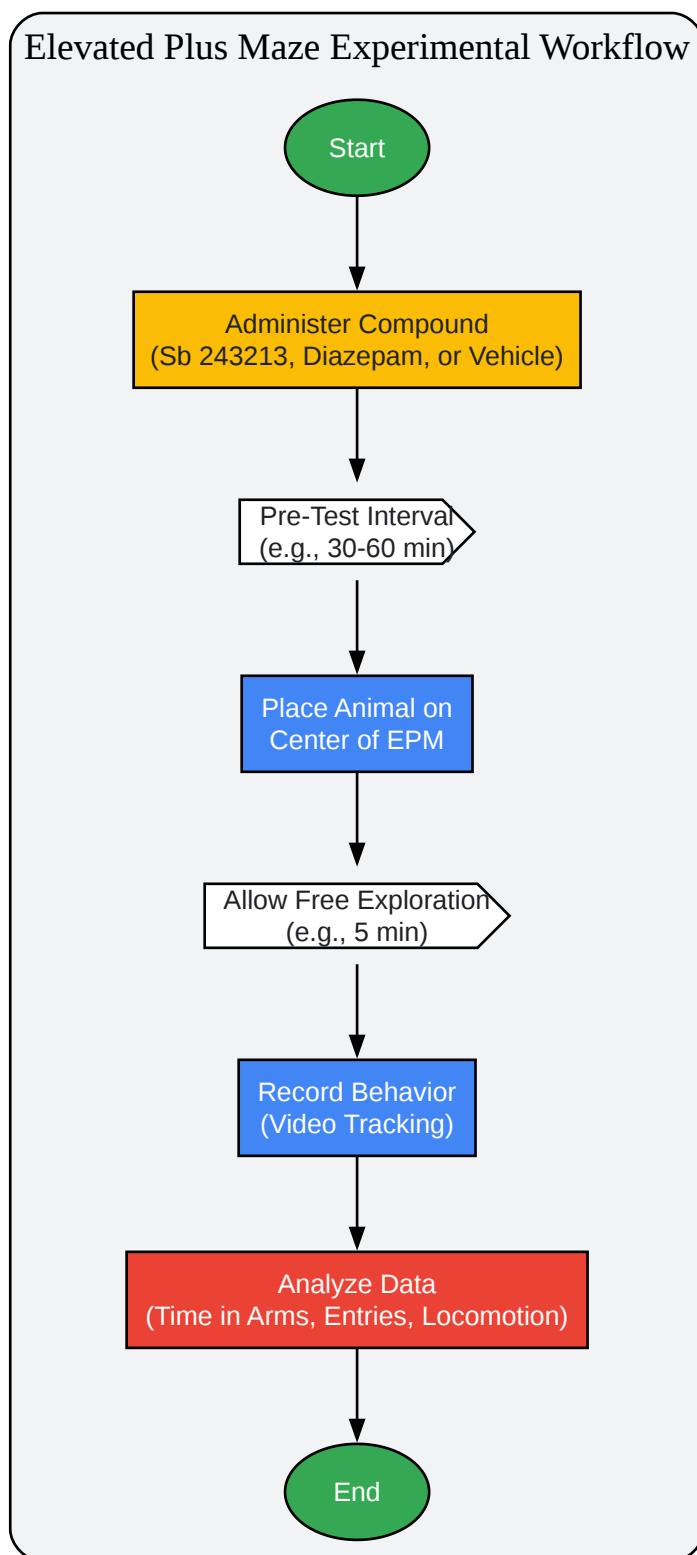 Elevated Plus Maze Experimental Workflow
Start
Administer Compound
(Sb 243213, Diazepam, or Vehicle)
Pre-Test Interval
(e.g., 30-60 min)
Place Animal on
Center of EPM
Allow Free Exploration
(e.g., 5 min)
Record Behavior
(Video Tracking)
Analyze Data
(Time in Arms, Entries, Locomotion)
End